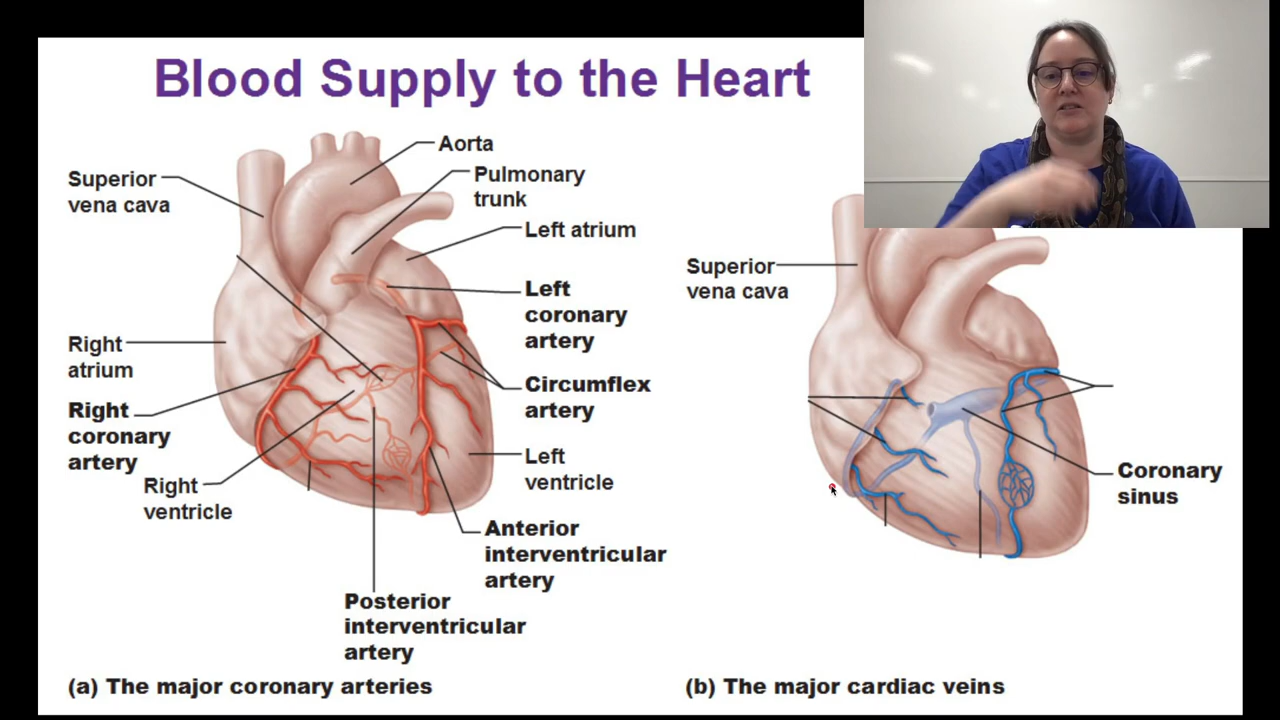 Blood Supply to the Heart
Aorta
Pulmonary
trunk
Superior
vena cava
Left atrium
Left
coronary
artery
Right
atrium
Circumflex
artery
Right
coronary
artery
Left
ventricle
Right
ventricle
Anterior
interventricular
artery
Posterior
interventricular
artery
(a) The major coronary arteries
Superior
vena cava
Coronary
sinus
(b) The major cardiac veins